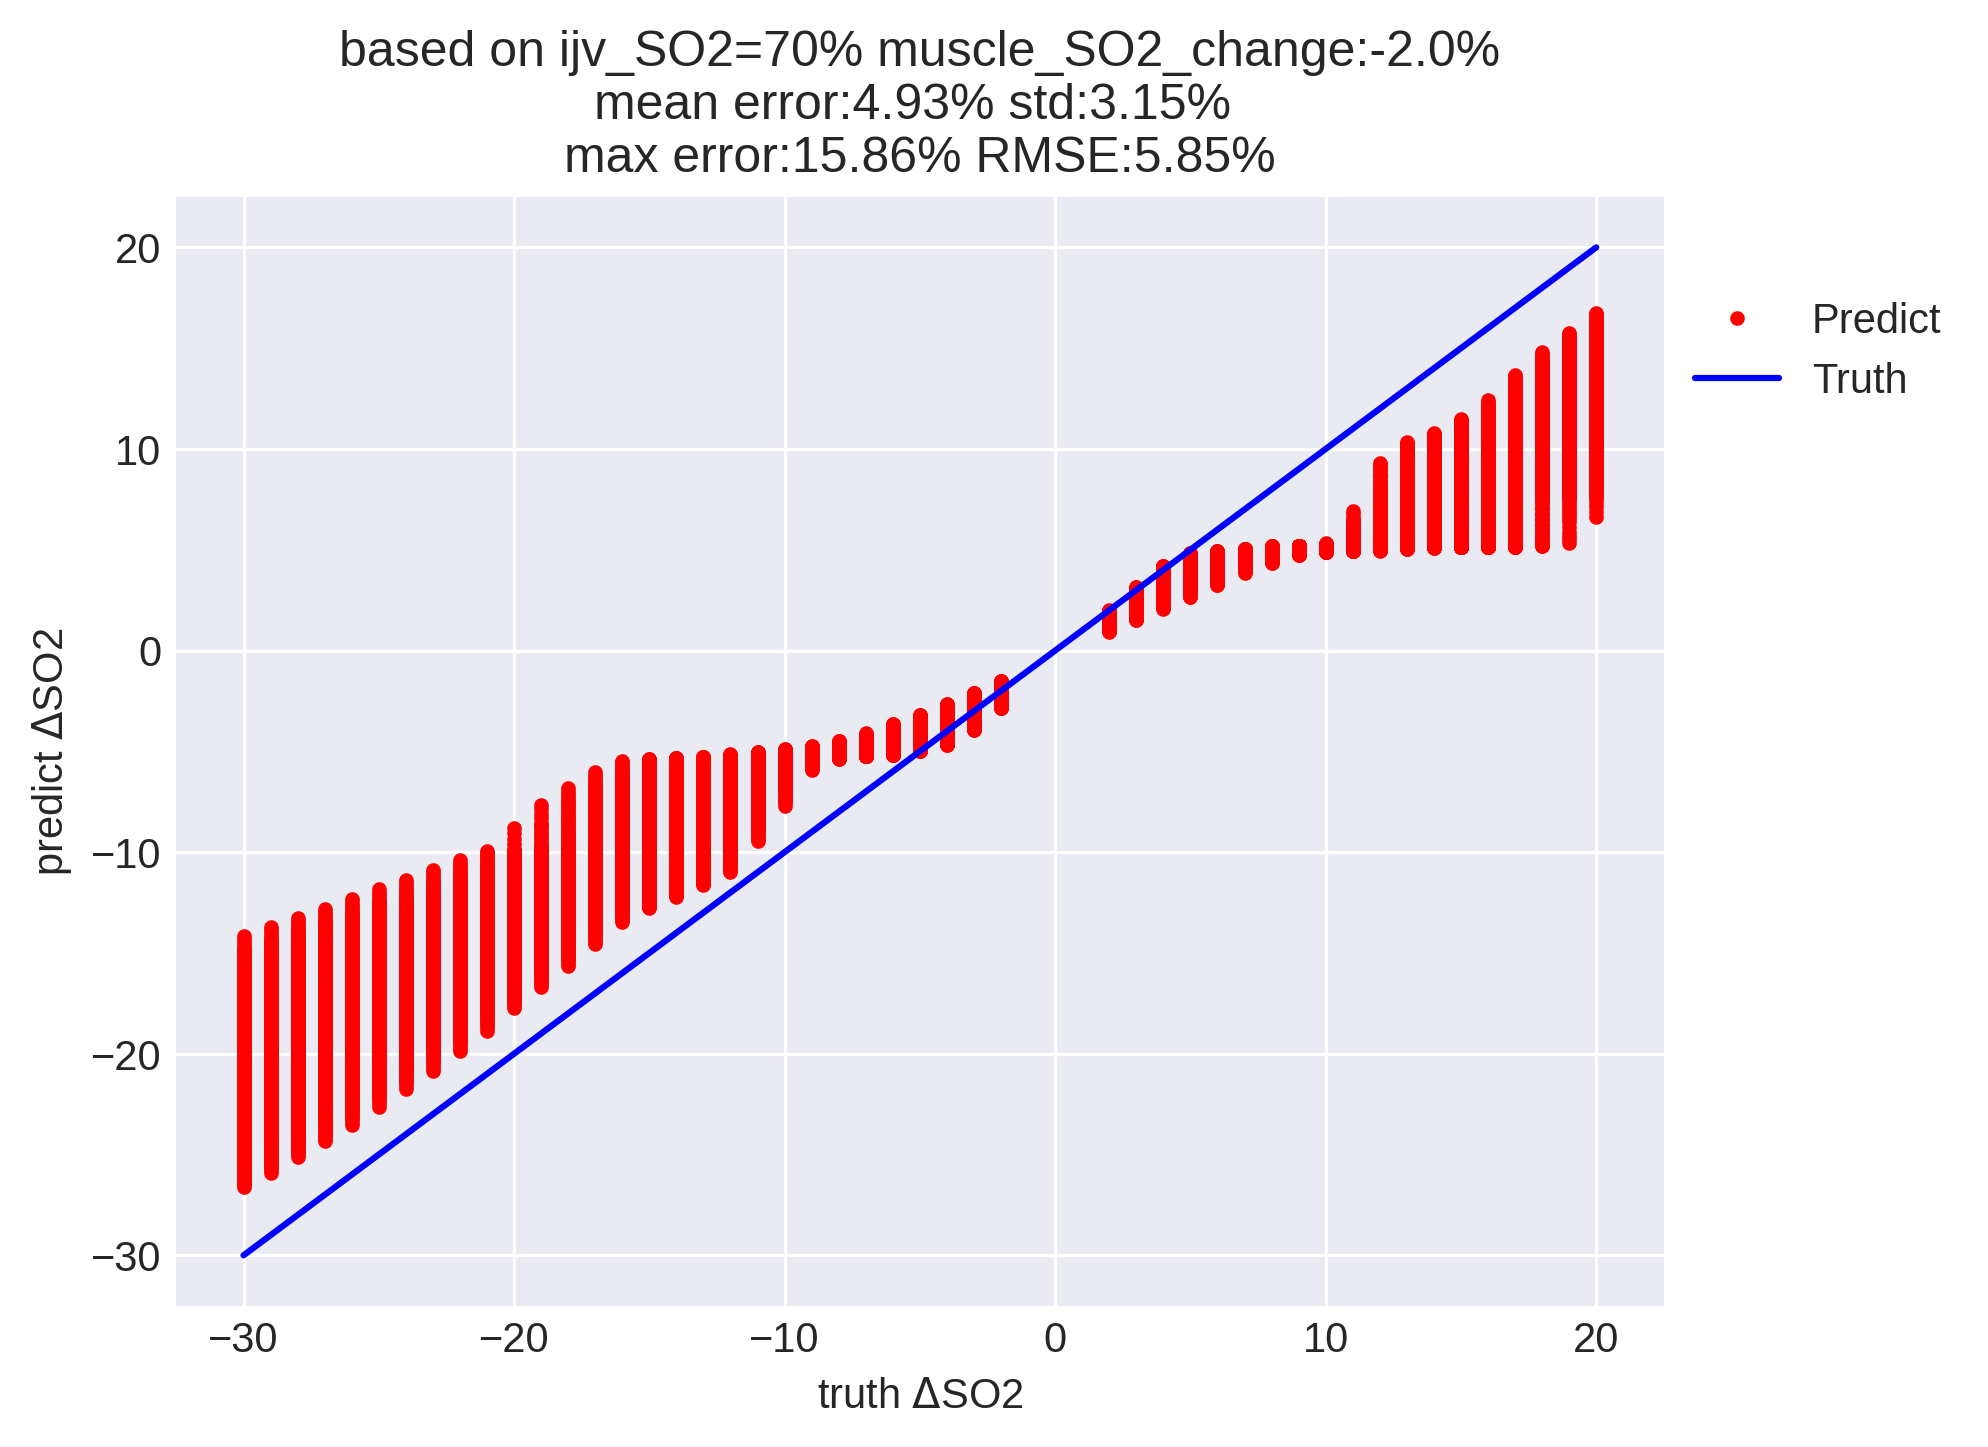 based on ijv_SO2=70% muscle_SO2_change:-2.0%
mean error:4.93% std:3.15%
max error:15.86% RMSE:5.85%
20
10
0
−10
−20
−30
predict ΔSO2
−30 −20 −10 0 10 20
truth ΔSO2
Predict
Truth